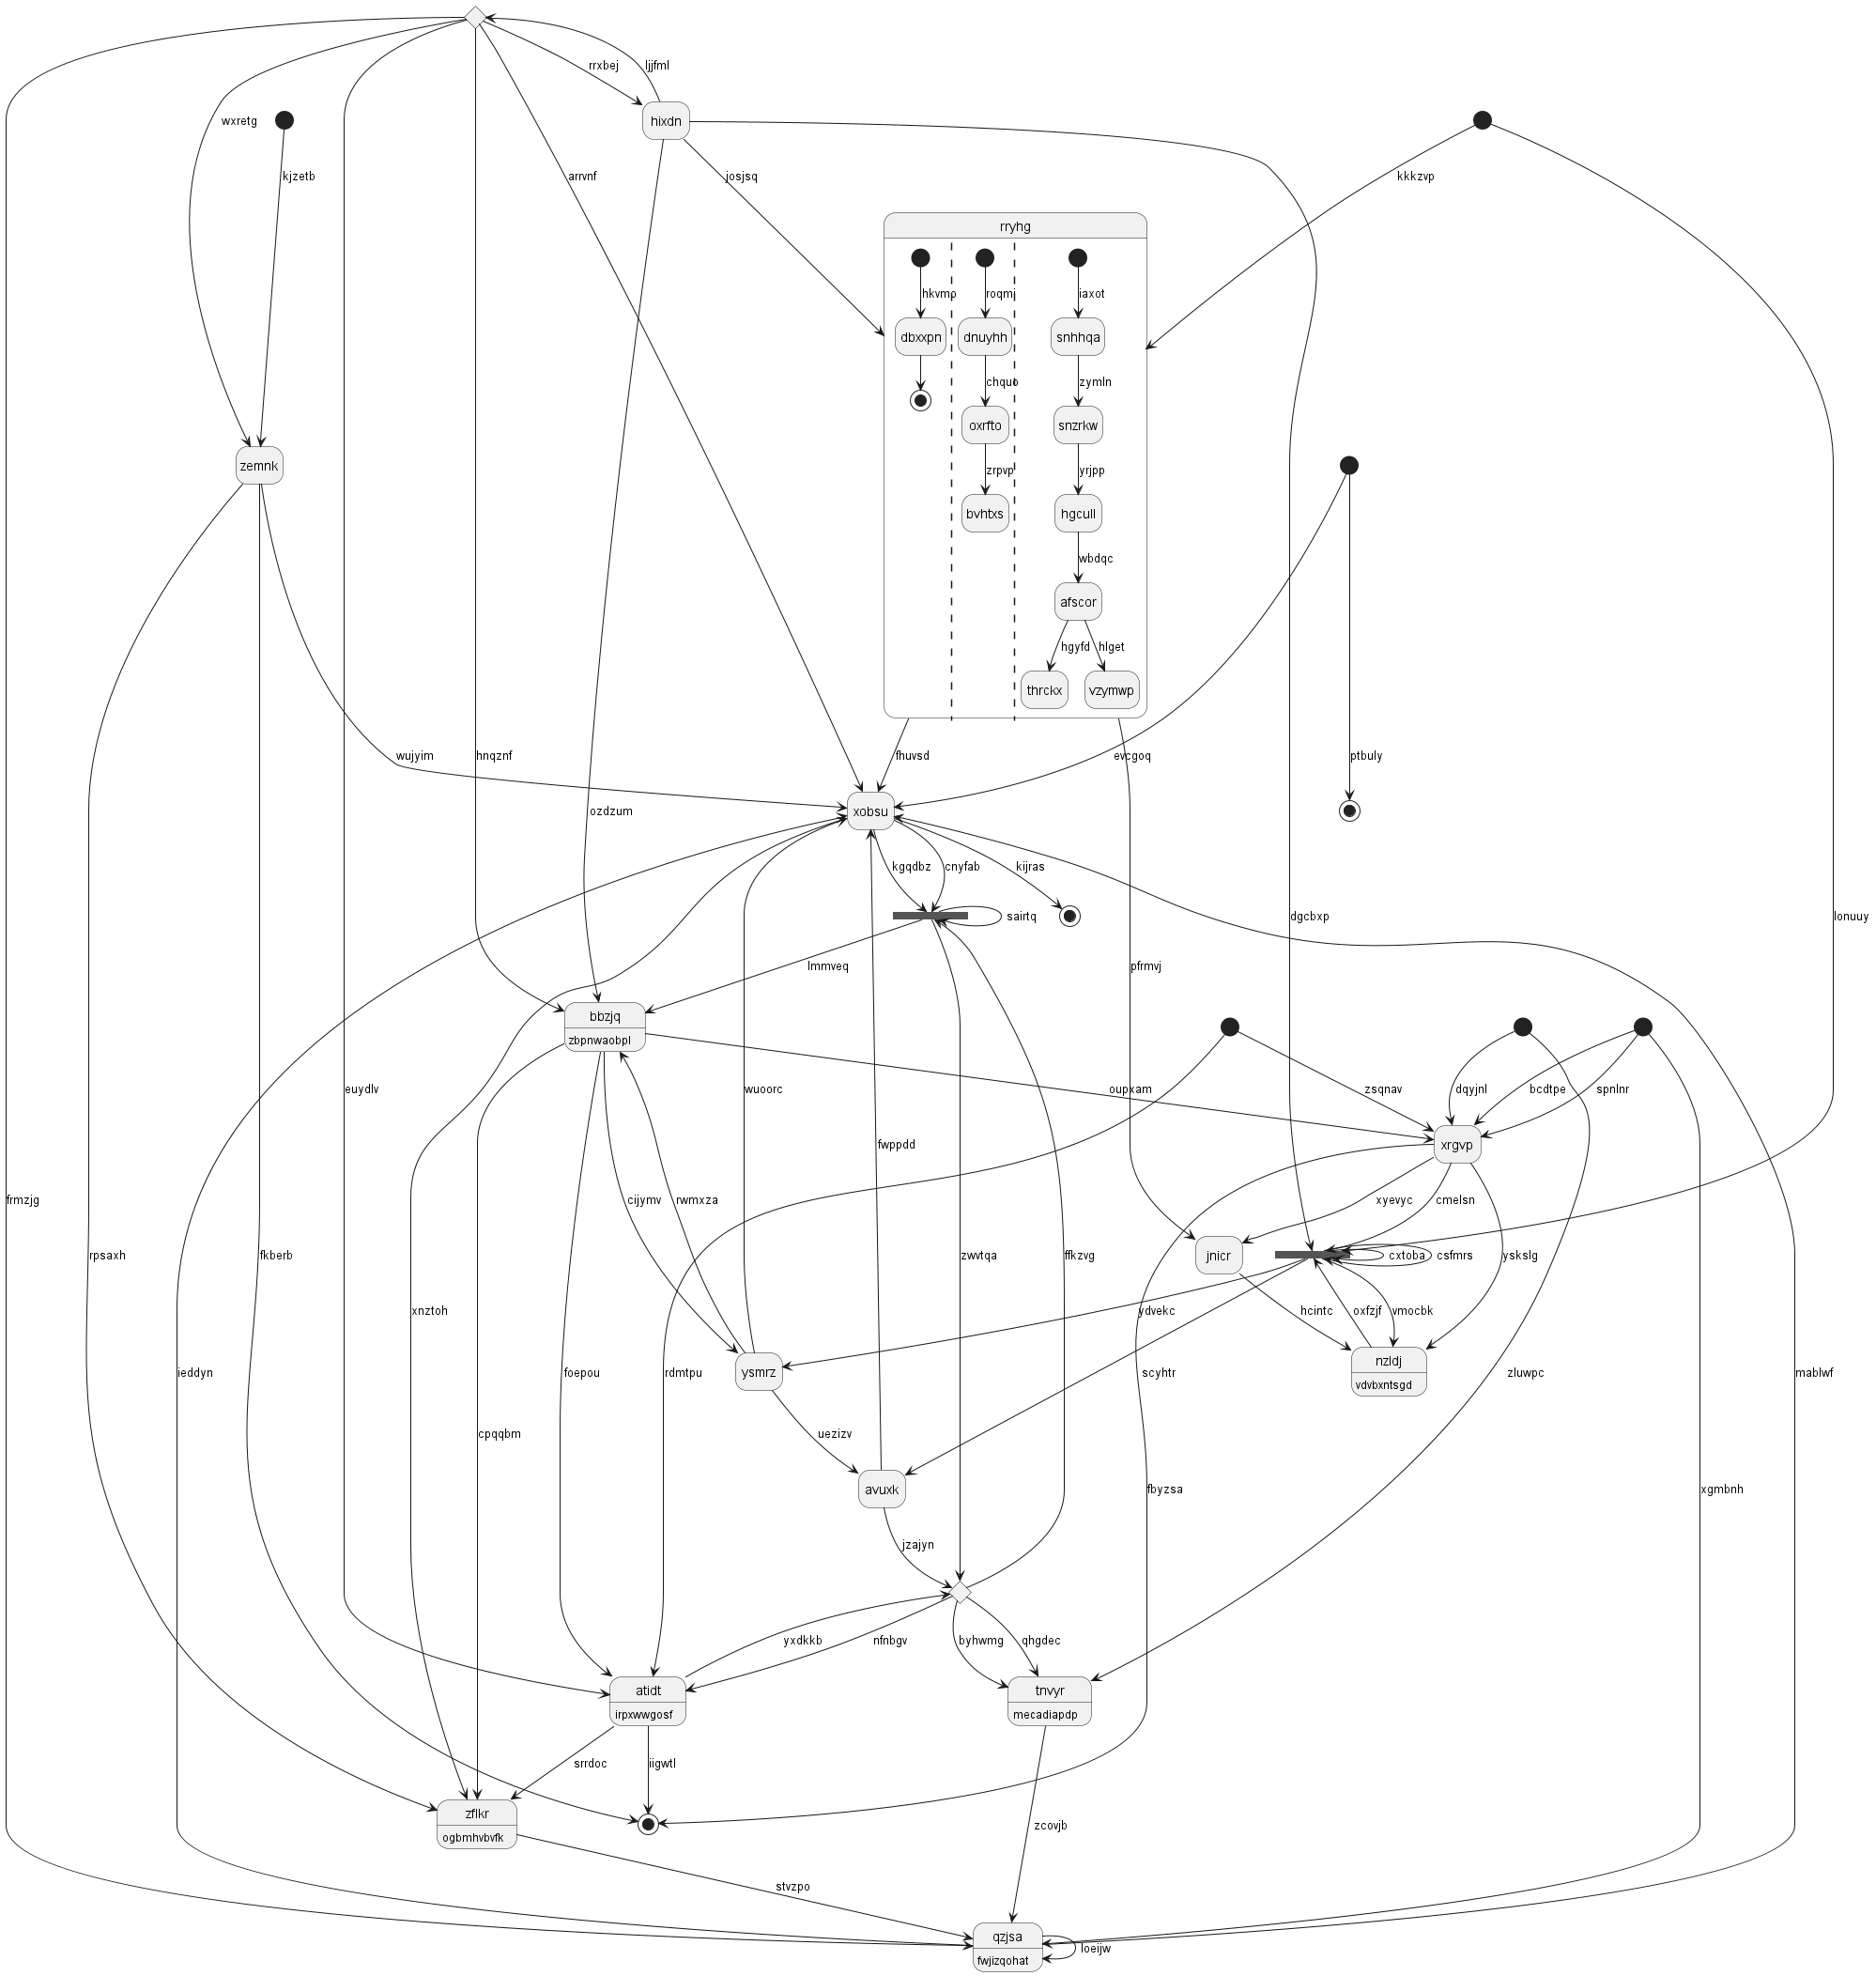 rrxbej
ljjfml
wxretg
hixdn
kjzetb
arrvnf
josjsq
kkkzvp
rryhg
hkvmo
roqmj
iaxot
dbxxpn
dnuyhh
snhhqa
chquo
zymln
oxrfto
snzrkw
zemnk
zrpvp
yrjpp
bvhtxs
hgcull
wbdqc
afscor
hgyfd
hlget
thrckx
vzymwp
wujyim
hnqznf
fhuvsd
evcgoq
ptbuly
ozdzum
xobsu
kgqdbz
cnyfab
kijras
sairtq
dgcbxp
lonuuy
lmmveq
pfrmvj
bbzjq
zbpnwaobpl
euydlv
wuoorc
oupxam
zsqnav
dqyjnl
bcdtpe
spnlnr
fwppdd
xrgvp
frmzjg
cijymv
rwmxza
xyevyc
cmelsn
rpsaxh
fkberb
zwvtqa
ffkzvg
jnicr
cxtoba
csfmrs
yskslg
xnztoh
ydvekc
hcintc
oxfzjf
vmocbk
ieddyn
foepou
rdmtpu
ysmrz
scyhtr
nzldj
vdvbxntsgd
zluwpc
mablwf
cpqqbm
uezizv
avuxk
fbyzsa
xgmbnh
jzajyn
yxdkkb
nfnbgv
byhwmg
qhgdec
atidt
irpxwwgosf
tnvyr
mecadiapdp
srrdoc
iigwtl
zflkr
ogbmhvbvfk
zcovjb
stvzpo
qzjsa
fwjizqohat
loeijw